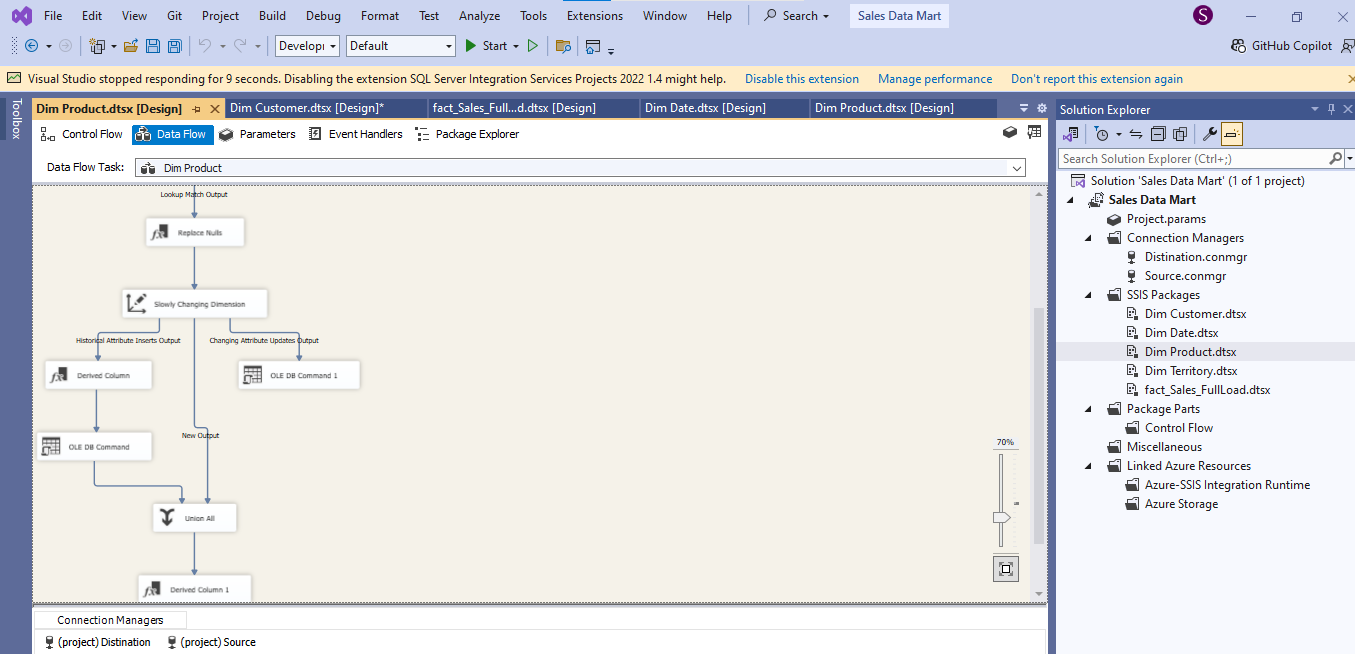 File Edit View Git Project Build Debug Format Test Analyze Tools Extensions Window Help Search Sales Data Mart S
Developi Default Start GitHub Copilot
Visual Studio stopped responding for 9 seconds. Disabling the extension SQL Server Integration Services Projects 2022 1.4 might help. Disable this extension Manage performance Don't report this extension again
Toolbox
Dim Product.dtsx [Design] Dim Customer.dtsx [Design]* fact_Sales_Full...d.dtsx [Design] Dim Date.dtsx [Design] Dim Product.dtsx [Design]
Control Flow Data Flow Parameters Event Handlers Package Explorer
Data Flow Task: Dim Product
Lookup Match Output
Replace Nulls
Slowly Changing Dimension
Historical Attribute Inserts Output Changing Attribute Updates Output
Derived Column OLE DB Command 1
New Output
OLE DB Command
Union All
Derived Column 1
70%
Connection Managers
(project) Distination (project) Source
Solution Explorer
Search Solution Explorer (Ctrl+;)
Solution 'Sales Data Mart' (1 of 1 project)
Sales Data Mart
Project.params
Connection Managers
Distination.conmgr
Source.conmgr
SSIS Packages
Dim Customer.dtsx
Dim Date.dtsx
Dim Product.dtsx
Dim Territory.dtsx
fact_Sales_FullLoad.dtsx
Package Parts
Control Flow
Miscellaneous
Linked Azure Resources
Azure-SSIS Integration Runtime
Azure Storage